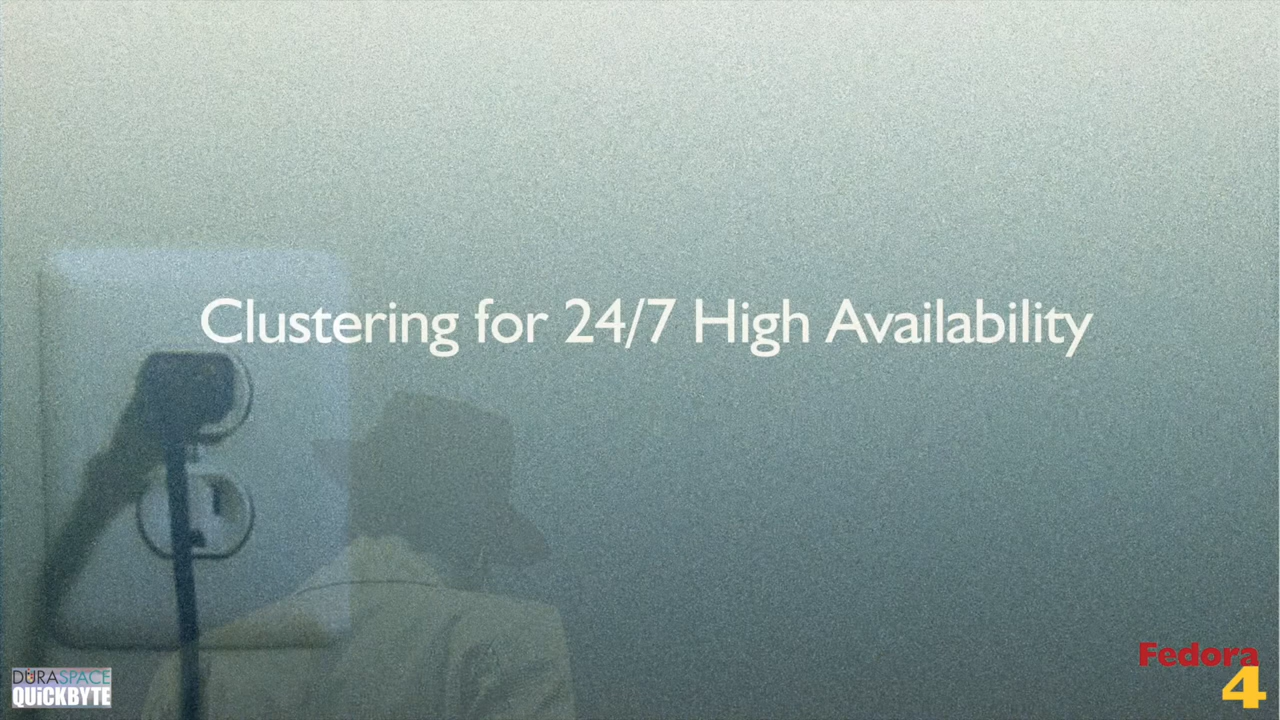 Clustering for 24/7 High Availability
DURASPACE
QUiCKBYTE
Fedora
4